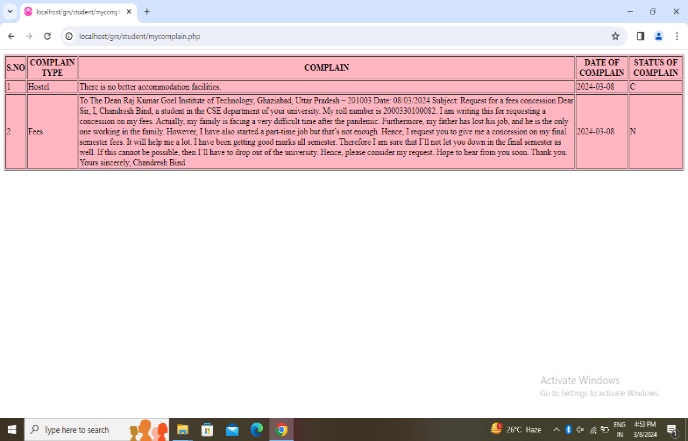 localhost/grs/student/mycompl
localhost/grs/student/mycomplain.php
S.NO COMPLAIN TYPE COMPLAIN DATE OF COMPLAIN STATUS OF COMPLAIN
1 Hostel There is no better accommodation facilities. 2024-03-08 C
To The Dean Raj Kumar Goel Institute of Technology, Ghaziabad, Uttar Pradesh – 201003 Date: 08/03/2024 Subject: Request for a fees concession Dear
Sir, I, Chandresh Bind, a student in the CSE department of your university. My roll number is 2000330100082. I am writing this for requesting a
concession on my fees. Actually, my family is facing a very difficult time after the pandemic. Furthermore, my father has lost his job, and he is the only
2 Fees one working in the family. However, I have also started a part-time job but that's not enough. Hence, I request you to give me a concession on my final 2024-03-08 N
semester fees. It will help me a lot. I have been getting good marks all semester. Therefore I am sure that I'll not let you down in the final semester as
well. If this cannot be possible, then I'll have to drop out of the university. Hence, please consider my request. Hope to hear from you soon. Thank you.
Yours sincerely, Chandresh Bind
Activate Windows
Go to Settings to activate Windows.
Type here to search
26°C Haze
ENG
IN
4:53 PM
3/8/2024